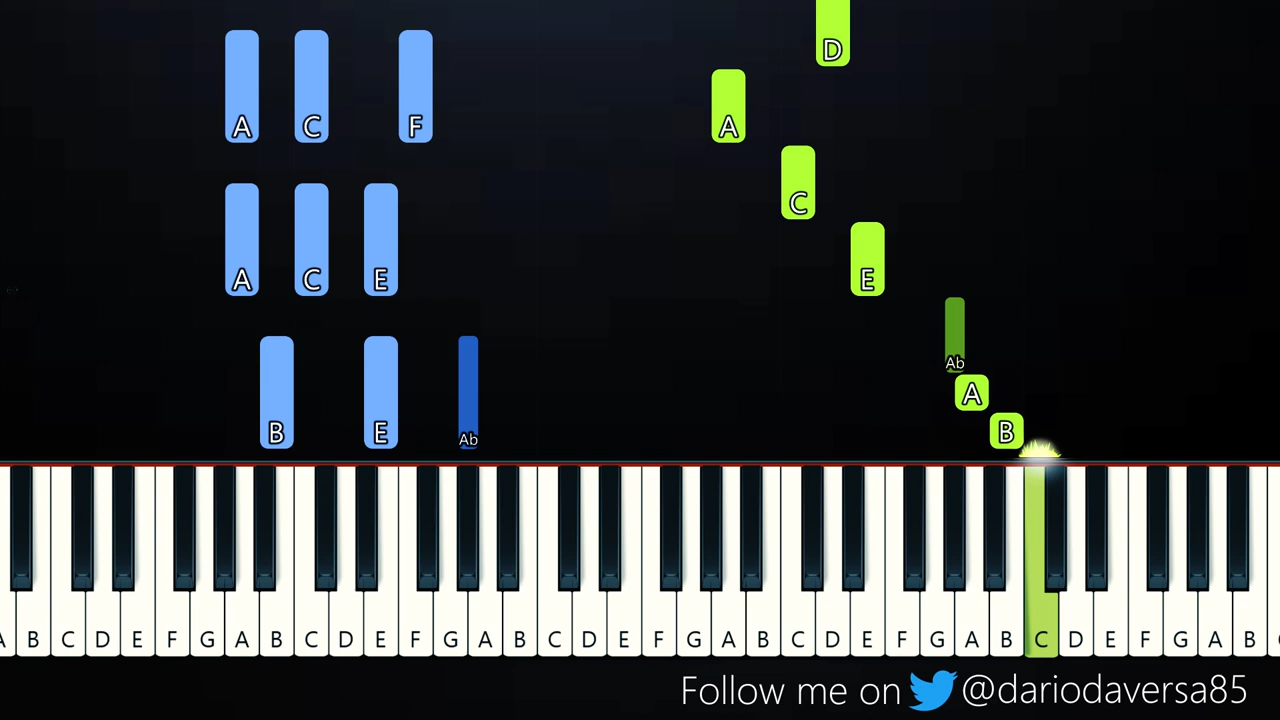 D
A C F A
C
A C E E
Ab
A
B E Ab B
A B C D E F G A B C D E F G A B C D E F G A B C D E F G A B C D E F G A B C
Follow me on @dariodaversa85